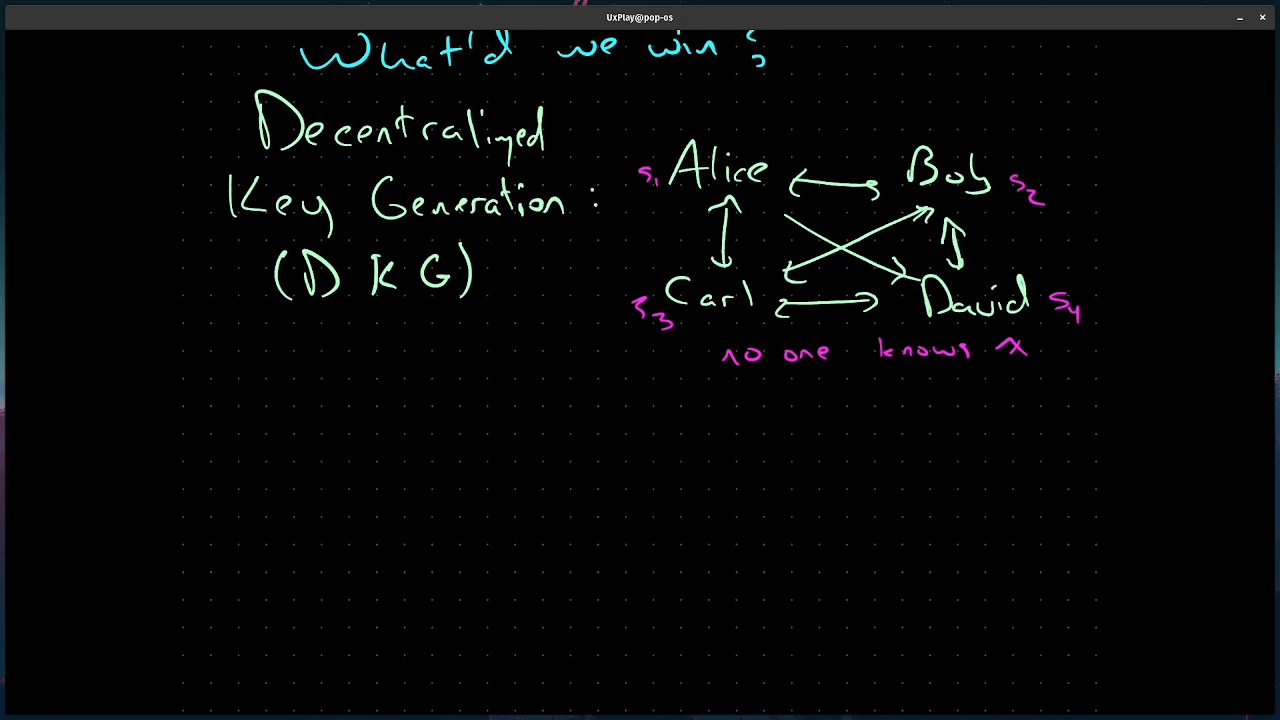 UxPlay@pop-os
What'd we win?
Decentralized
Key Generation:
(DKG)
s1 Alice Bob s2
s3 Carl David s4
no one knows x